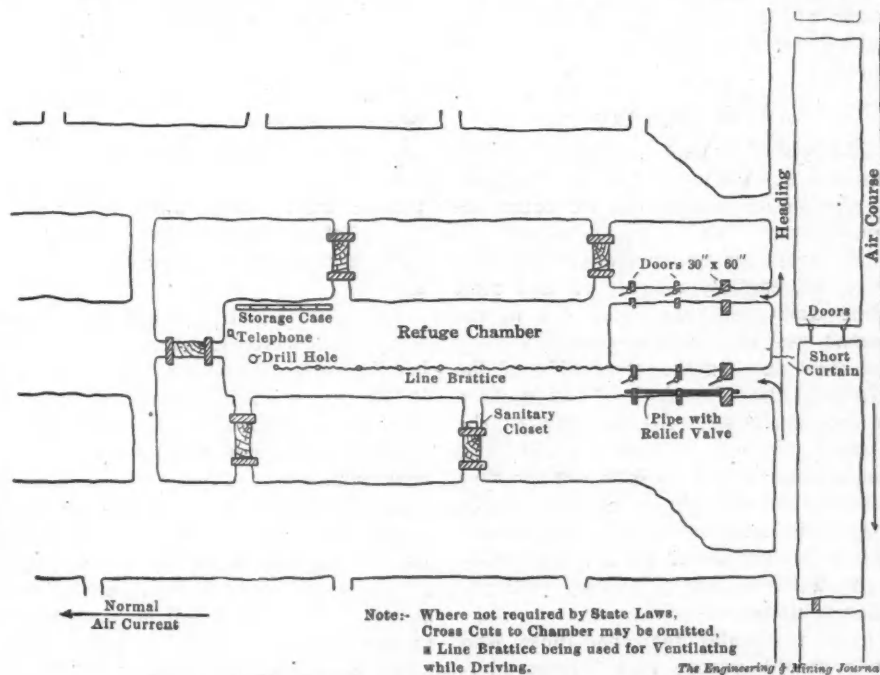 Heading
Air Course
Doors 30" x 60"
Storage Case
Telephone
Refuge Chamber
Doors
Drill Hole
Short
Curtain
Line Brattice
Sanitary
Closet
Pipe with
Relief Valve
Normal
Air Current
Note:- Where not required by State Laws,
Cross Cuts to Chamber may be omitted,
a Line Brattice being used for Ventilating
while Driving.
The Engineering & Mining Journal